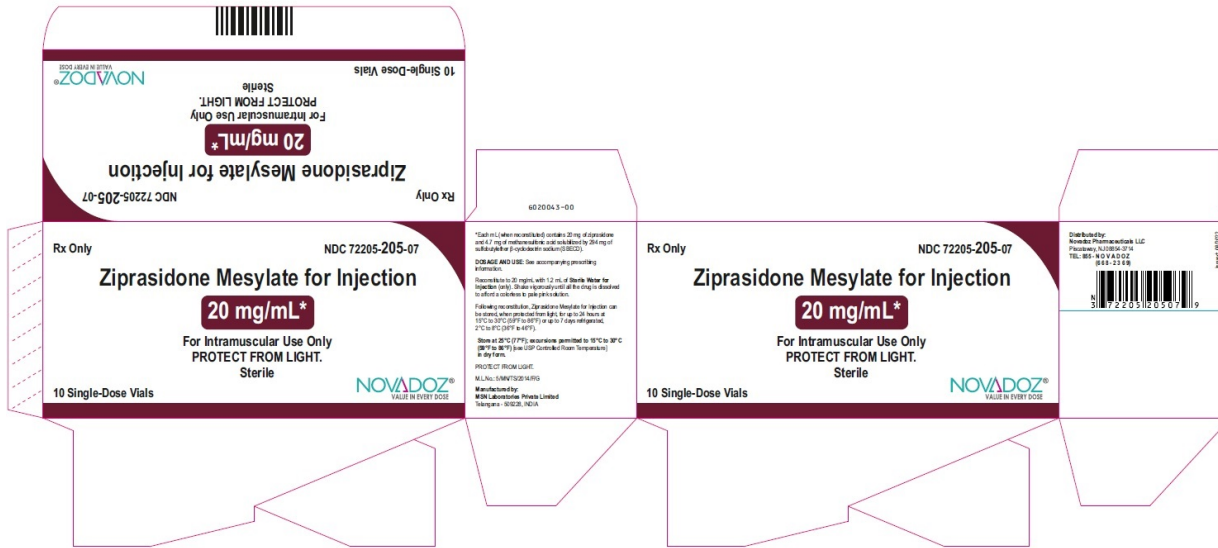 NOVADOZ®
VALUE IN EVERY DOSE
10 Single-Dose Vials
Sterile
PROTECT FROM LIGHT.
For Intramuscular Use Only
20 mg/mL*
Ziprasidone Mesylate for Injection
Rx Only
NDC 72205-205-07
Rx Only
NDC 72205-205-07
Ziprasidone Mesylate for Injection
20 mg/mL*
For Intramuscular Use Only
PROTECT FROM LIGHT.
Sterile
10 Single-Dose Vials
NOVADOZ®
VALUE IN EVERY DOSE
6020043-00
*Each mL (when reconstituted) contains 20 mg of ziprasidone
and 4.7 mg of methanesulfonic acid solubilized by 294 mg of
sulfobutylether β-cyclodextrin sodium (SBECD).
DOSAGE AND USE: See accompanying prescribing
information.
Reconstitute to 20 mg/mL with 1.2 mL of Sterile Water for
Injection (only). Shake vigorously until all the drug is dissolved
to afford a colorless to pale pink solution.
Following reconstitution, Ziprasidone Mesylate for Injection can
be stored, when protected from light, for up to 24 hours at
15°C to 30°C (59°F to 86°F) or up to 7 days refrigerated,
2°C to 8°C (36°F to 46°F).
Store at 25°C (77°F); excursions permitted to 15°C to 30°C
(59°F to 86°F) [see USP Controlled Room Temperature]
in dry form.
PROTECT FROM LIGHT.
M.L.No.: 5/MN/TS/2014/F/G
Manufactured by:
MSN Laboratories Private Limited
Telangana - 509228, INDIA
Rx Only
NDC 72205-205-07
Ziprasidone Mesylate for Injection
20 mg/mL*
For Intramuscular Use Only
PROTECT FROM LIGHT.
Sterile
10 Single-Dose Vials
NOVADOZ®
VALUE IN EVERY DOSE
Distributed by:
Novadoz Pharmaceuticals LLC
Piscataway, NJ 08854-3714
TEL: 855 - NOVADOZ
(668-2369)
N
3 72205 20507 9